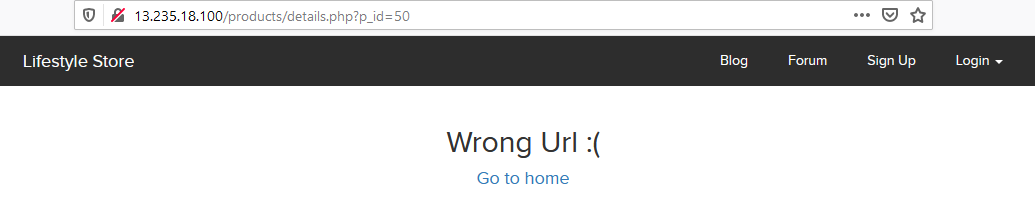 13.235.18.100/products/details.php?p_id=50
Lifestyle Store Blog Forum Sign Up Login
Wrong Url :(
Go to home